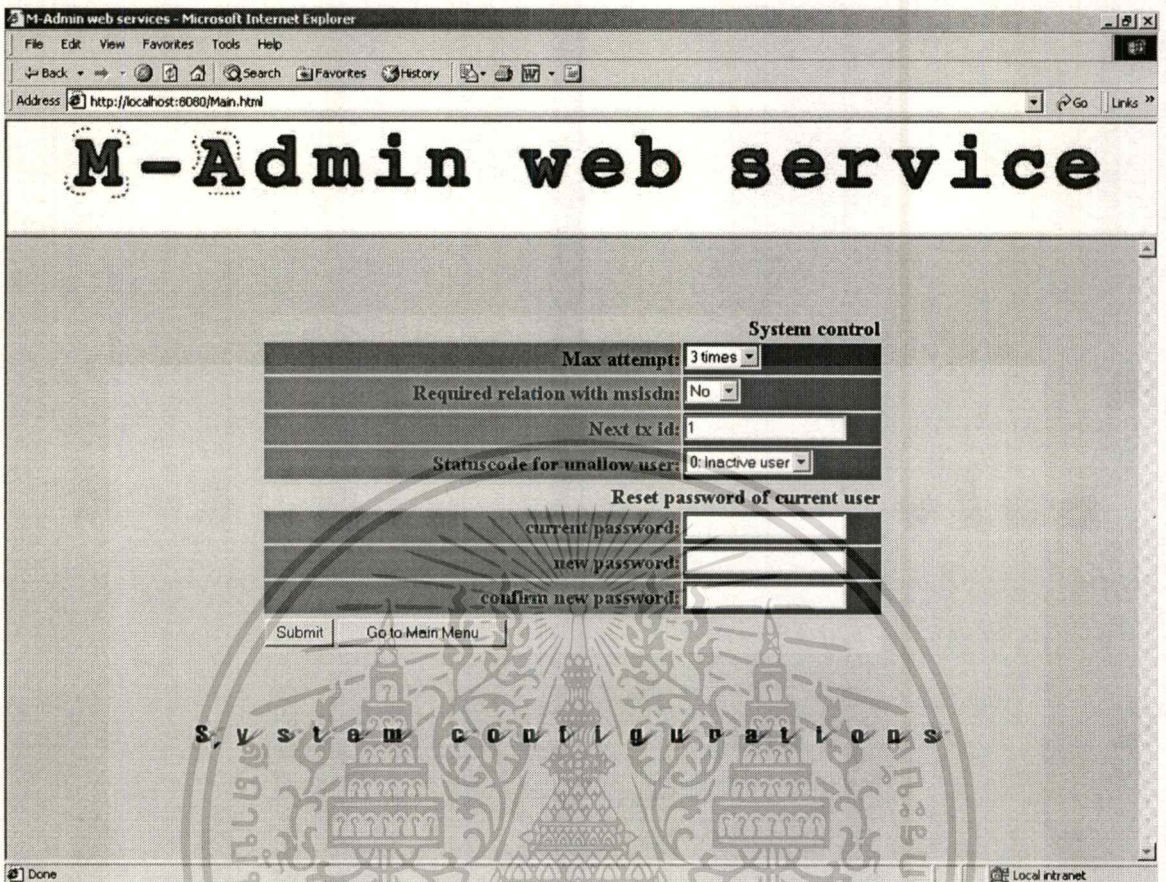 M-Admin web services - Microsoft Internet Explorer
File Edit View Favorites Tools Help
Back Search Favorites History
Address http://localhost:8080/Main.html Go Links »
M-Admin web service
System control
Max attempt: 3 times
Required relation with msisdn: No
Next tx id: 1
Statuscode for unallow user: 0: Inactive user
Reset password of current user
current password:
new password:
confirm new password:
Submit Go to Main Menu
System configurations
Done Local intranet